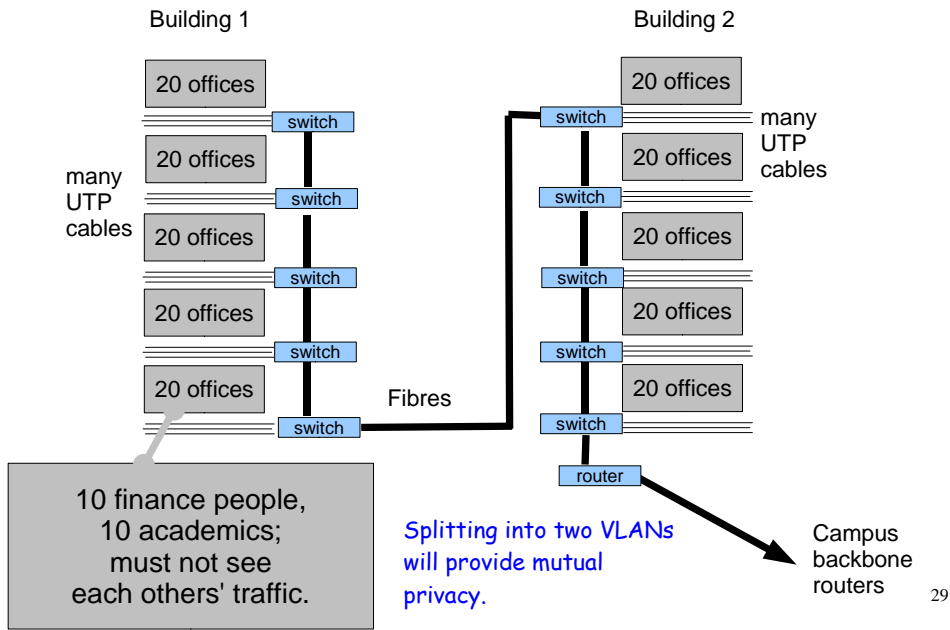 Building 1
Building 2
20 offices
switch
20 offices
switch
20 offices
switch
20 offices
switch
20 offices
switch
many
UTP
cables
Fibres
20 offices
switch
20 offices
switch
20 offices
switch
20 offices
switch
20 offices
switch
many
UTP
cables
router
10 finance people,
10 academics;
must not see
each others' traffic.
Splitting into two VLANs
will provide mutual
privacy.
Campus
backbone
routers
29